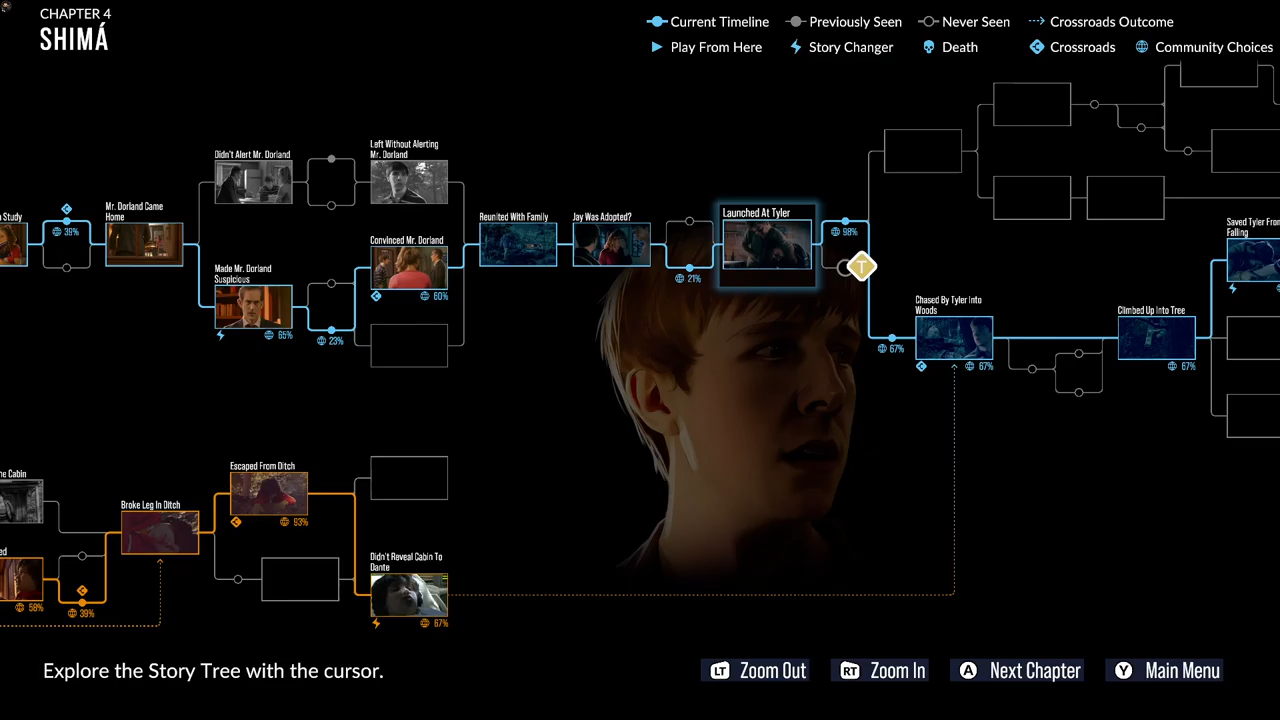 CHAPTER 4
SHIMÁ
Current Timeline
Previously Seen
Never Seen
Crossroads Outcome
Play From Here
Story Changer
Death
Crossroads
Community Choices
Study
39%
Mr. Dorland Came
Home
Didn't Alert Mr. Dorland
Left Without Alerting
Mr. Dorland
Made Mr. Dorland
Suspicious
65%
23%
Convinced Mr. Dorland
60%
Reunited With Family
Jay Was Adopted?
21%
Launched At Tyler
98%
T
67%
Chased By Tyler Into
Woods
67%
Climbed Up Into Tree
67%
Saved Tyler From
Falling
Cabin
58%
39%
Broke Leg In Ditch
Escaped From Ditch
93%
Didn't Reveal Cabin To
Dante
67%
Explore the Story Tree with the cursor.
LT Zoom Out
RT Zoom In
A Next Chapter
Y Main Menu